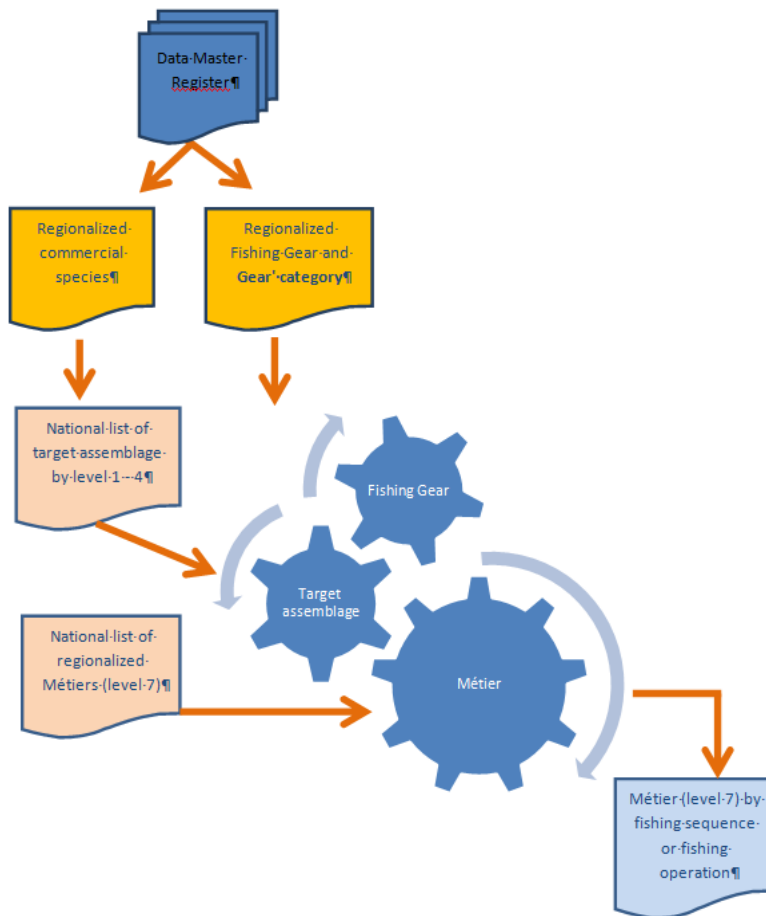 Data·Master·
Register¶
Regionalized·
commercial·
species¶
Regionalized·
Fishing·Gear·and·
Gear'·category¶
National·list·of·
target·assemblage·
by·level·1·-·4¶
Fishing Gear
Target
assemblage
National·list·of·
regionalized·
Métiers·(level·7)¶
Métier
Métier·(level·7)·by·
fishing·sequence·
or·fishing·
operation¶